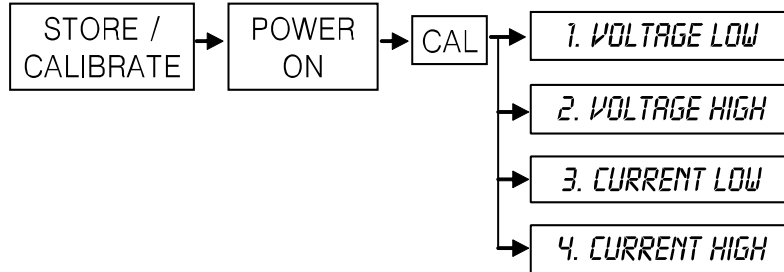 STORE /
CALIBRATE
POWER
ON
CAL
1. VOLTAGE LOW
2. VOLTAGE HIGH
3. CURRENT LOW
4. CURRENT HIGH